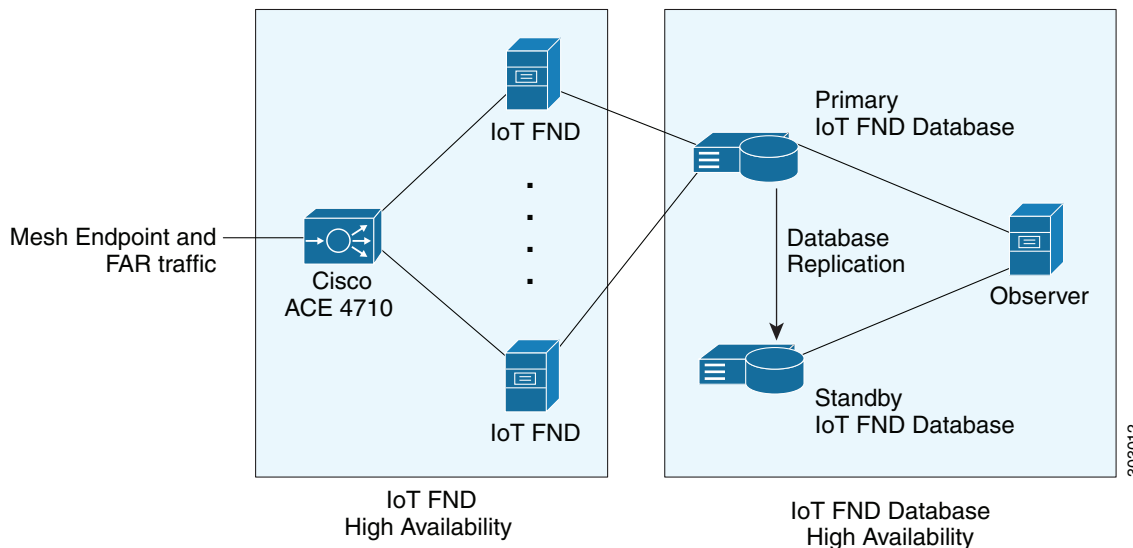 IoT FND
Mesh Endpoint and
FAR traffic
Cisco
ACE 4710
IoT FND
IoT FND
High Availability
Primary
IoT FND Database
Database
Replication
Observer
Standby
IoT FND Database
IoT FND Database
High Availability